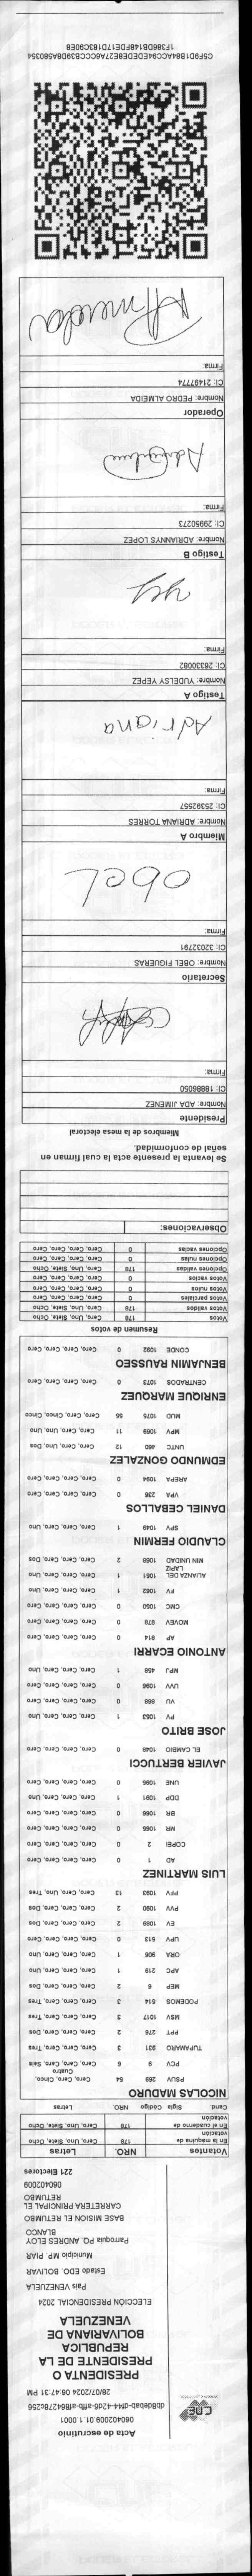 CNE
Acta de escrutinio
060402009.01.1.0001
db8debab-df44-42d6-affb-af864278c256
28/07/2024 06:47:31 PM
PRESIDENTA O
PRESIDENTE DE LA
REPUBLICA
BOLIVARIANA DE
VENEZUELA
ELECCIÓN PRESIDENCIAL 2024
Pais VENEZUELA
Estado EDO. BOLIVAR
Municipio MP. PIAR
Parroquia PQ. ANDRES ELOY
BLANCO
BASE MISION EL RETUMBO
CARRETERA PRINCIPAL EL
RETUMBO
060402009
221 Electores
Votantes NRO. Letras
En la máquina de votación 178 Cero, Uno, Siete, Ocho
En el cuaderno de votación 178 Cero, Uno, Siete, Ocho
Cand. Sigla Código NRO. Letras
NICOLAS MADURO
PSUV 269 54 Cero, Cero, Cinco, Cuatro
PCV 9 6 Cero, Cero, Cero, Seis
TUPAMARO 931 3 Cero, Cero, Cero, Tres
PPT 276 2 Cero, Cero, Cero, Dos
MSV 1017 3 Cero, Cero, Cero, Tres
PODEMOS 614 3 Cero, Cero, Cero, Tres
MEP 6 2 Cero, Cero, Cero, Dos
APC 219 1 Cero, Cero, Cero, Uno
ORA 906 1 Cero, Cero, Cero, Uno
UPV 513 0 Cero, Cero, Cero, Cero
EV 1089 2 Cero, Cero, Cero, Dos
PVV 1090 2 Cero, Cero, Cero, Dos
PFV 1093 13 Cero, Cero, Uno, Tres
LUIS MARTINEZ
AD 1 0 Cero, Cero, Cero, Cero
COPEI 2 0 Cero, Cero, Cero, Cero
MR 1065 0 Cero, Cero, Cero, Cero
BR 1066 0 Cero, Cero, Cero, Cero
DDP 1091 1 Cero, Cero, Cero, Uno
UNE 1095 0 Cero, Cero, Cero, Cero
JAVIER BERTUCCI
EL CAMBIO 1048 0 Cero, Cero, Cero, Cero
JOSE BRITO
PV 1053 1 Cero, Cero, Cero, Uno
VU 868 0 Cero, Cero, Cero, Cero
UVV 1096 0 Cero, Cero, Cero, Cero
MPJ 458 1 Cero, Cero, Cero, Uno
ANTONIO ECARRI
AP 814 0 Cero, Cero, Cero, Cero
MOVEV 978 0 Cero, Cero, Cero, Cero
CMC 1050 0 Cero, Cero, Cero, Cero
FV 1062 1 Cero, Cero, Cero, Uno
ALIANZA DEL LAPIZ 1061 1 Cero, Cero, Cero, Uno
MIN UNIDAD 1068 2 Cero, Cero, Cero, Dos
CLAUDIO FERMIN
SPV 1049 1 Cero, Cero, Cero, Uno
DANIEL CEBALLOS
VPA 236 0 Cero, Cero, Cero, Cero
AREPA 1094 0 Cero, Cero, Cero, Cero
EDMUNDO GONZALEZ
UNTC 460 12 Cero, Cero, Uno, Dos
MPV 1069 11 Cero, Cero, Uno, Uno
MUD 1075 55 Cero, Cero, Cinco, Cinco
ENRIQUE MARQUEZ
CENTRADOS 1073 0 Cero, Cero, Cero, Cero
BENJAMIN RAUSSEO
CONDE 1092 0 Cero, Cero, Cero, Cero
Resumen de votos
Votos 178 Cero, Uno, Siete, Ocho
Votos validos 178 Cero, Uno, Siete, Ocho
Votos parciales 0 Cero, Cero, Cero, Cero
Votos nulos 0 Cero, Cero, Cero, Cero
Votos vacios 0 Cero, Cero, Cero, Cero
Opciones validas 178 Cero, Uno, Siete, Ocho
Opciones nulas 0 Cero, Cero, Cero, Cero
Opciones vacias 0 Cero, Cero, Cero, Cero
Observaciones:
Se levanta la presente acta la cual firman en
señal de conformidad.
Miembros de la mesa electoral
Presidente
Nombre: ADA JIMENEZ
CI: 18886050
Firma:
Secretario
Nombre: OBEL FIGUERAS
CI: 32032791
Firma:
obeL
Miembro A
Nombre: ADRIANA TORRES
CI: 25392557
Firma:
Adriana
Testigo A
Nombre: YUDELSY YEPEZ
CI: 26330082
Firma:
Testigo B
Nombre: ADRIANNYS LOPEZ
CI: 29950273
Firma:
Operador
Nombre: PEDRO ALMEIDA
CI: 21497774
Firma:
C5F9D1B84ACC94EDEDE8E27A6CCCB39D8A560354
1F386DB148FDE17D183C90E8